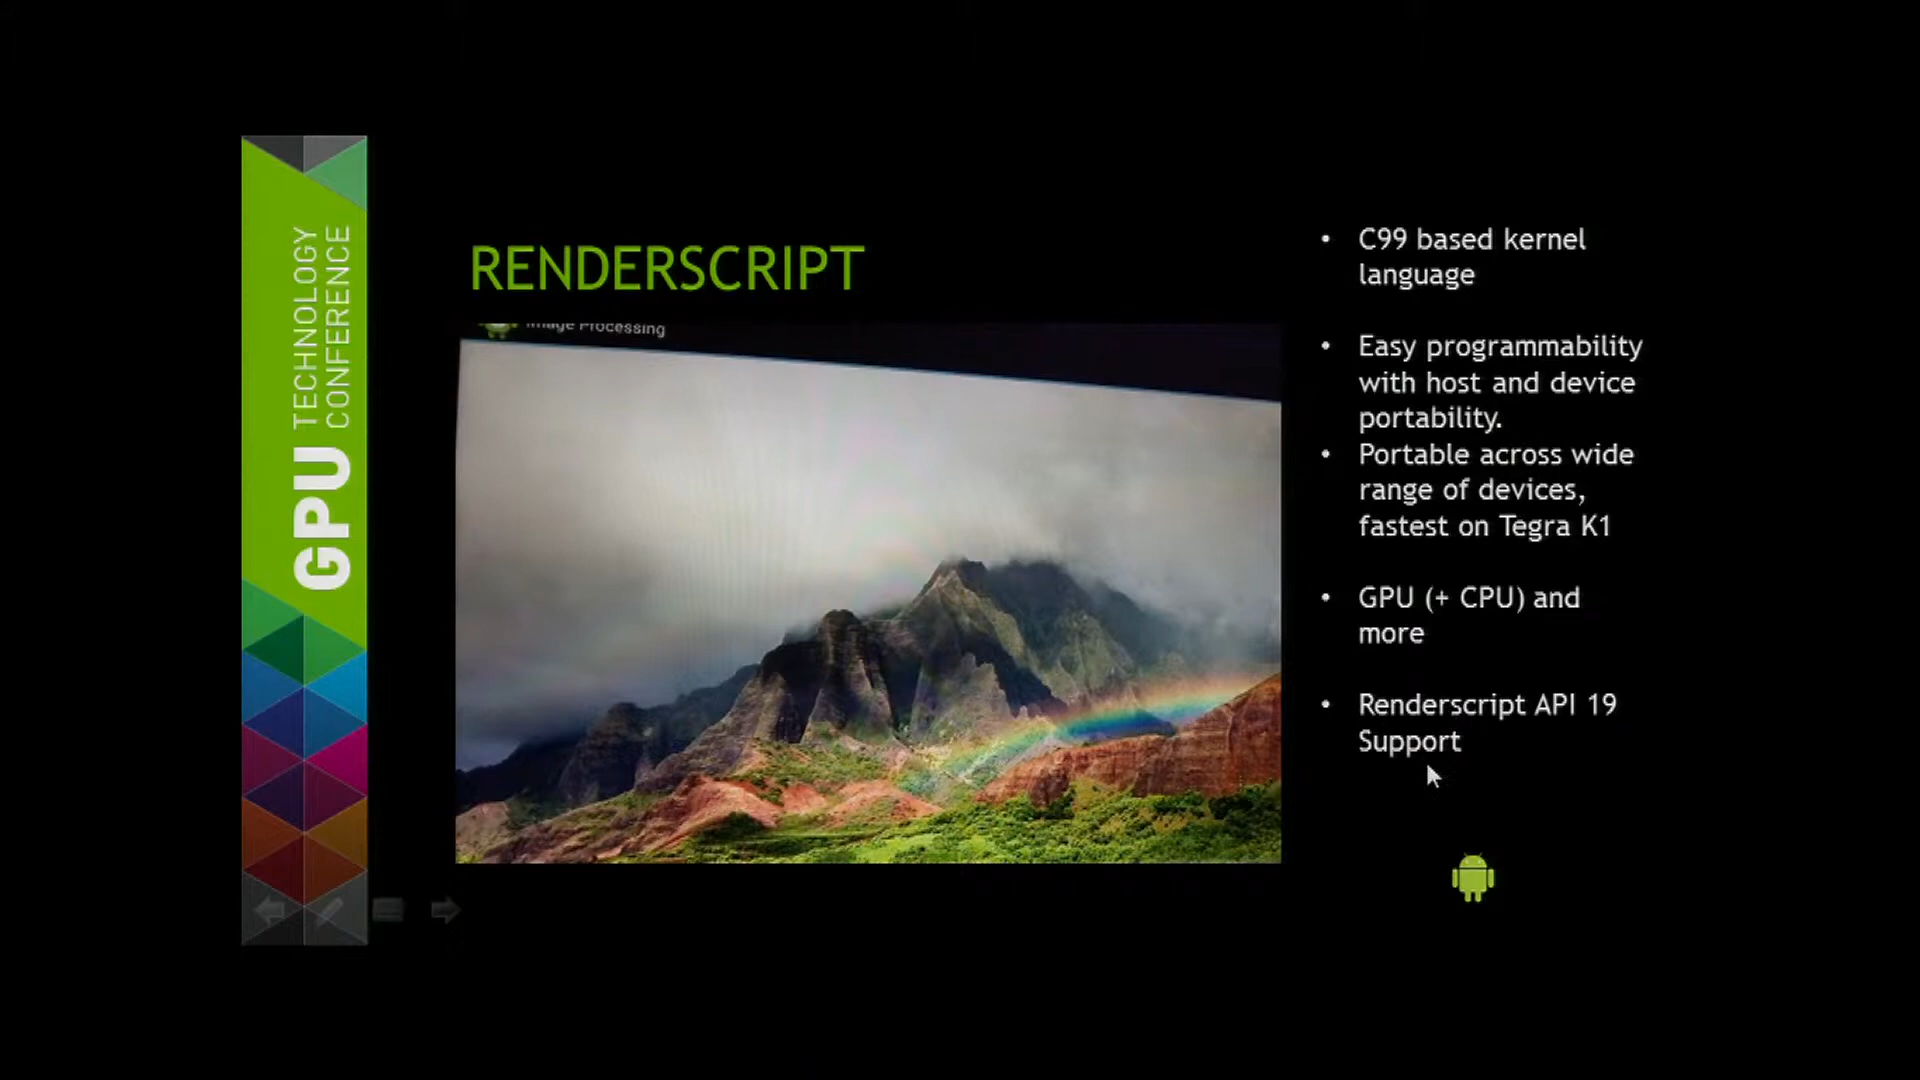 GPU TECHNOLOGY
CONFERENCE
RENDERSCRIPT
Image Processing
• C99 based kernel
language
• Easy programmability
with host and device
portability.
• Portable across wide
range of devices,
fastest on Tegra K1
• GPU (+ CPU) and
more
• Renderscript API 19
Support